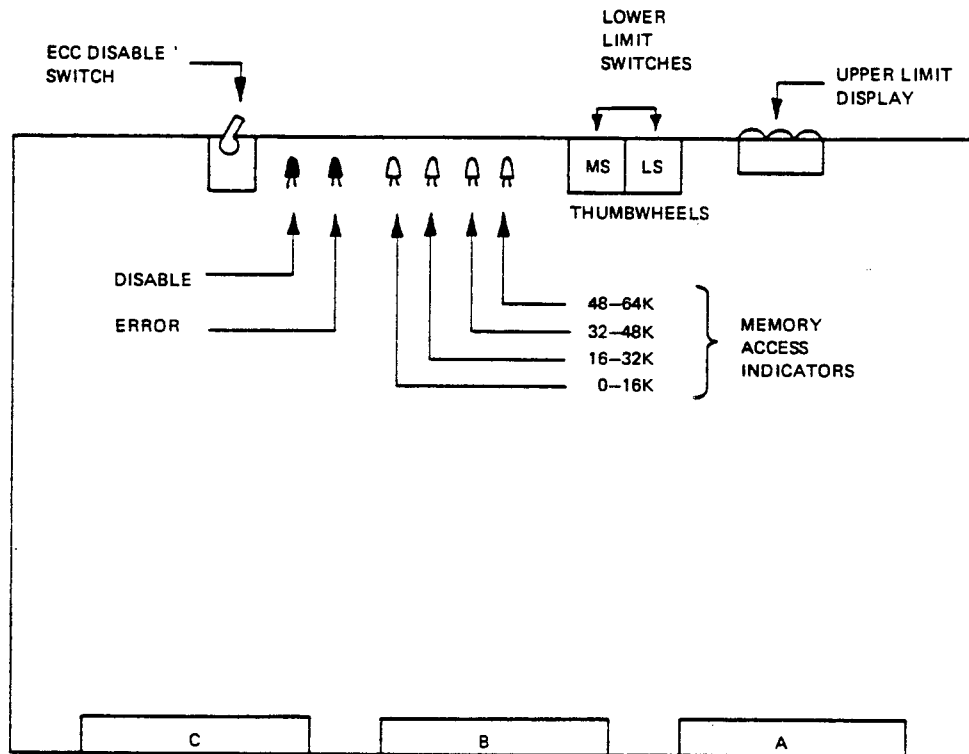 LOWER
LIMIT
SWITCHES
ECC DISABLE
SWITCH
UPPER LIMIT
DISPLAY
MS
LS
THUMBWHEELS
DISABLE
ERROR
48–64K
32–48K
16–32K
0–16K
MEMORY
ACCESS
INDICATORS
C
B
A